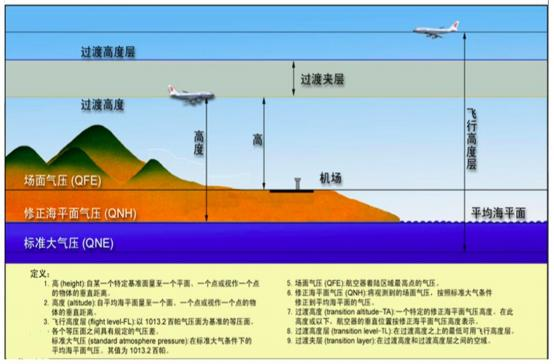 过渡高度层
过渡夹层
过渡高度
高度
高
飞行高度层
场面气压 (QFE)
机场
修正海平面气压 (QNH)
平均海平面
标准大气压 (QNE)
定义:
1. 高 (height): 自某一个特定基准面量至一个平面、一个点或视作一个点
的物体的垂直距离。
2. 高度 (altitude): 自平均海平面量至一个面、一个点或视作一个点的物
体的垂直距离。
3. 飞行高度层 (flight level-FL): 以 1013.2 百帕气压面为基准的等压面.
各个等压面之间具有规定的气压差。
标准大气压 (standard atmosphere pressure): 在标准大气条件下的
平均海平面气压。其值为 1013.2 百帕。
5. 场面气压 (QFE): 航空器着陆区域最高点的气压。
6. 修正海平面气压 (QNH): 将观测到的场面气压，按照标准大气条件
修正到平均海平面的气压。
7. 过渡高度 (transition altitude-TA): 一个特定的修正海平面气压高度. 在此
高度或以下，航空器的垂直位置按修正海平面气压高度表示.
8. 过渡高度层 (transition level-TL): 在过渡高度之上的最低可用飞行高度层.
9. 过渡夹层 (transition layer): 在过渡高度和过渡高度层之间的空域.